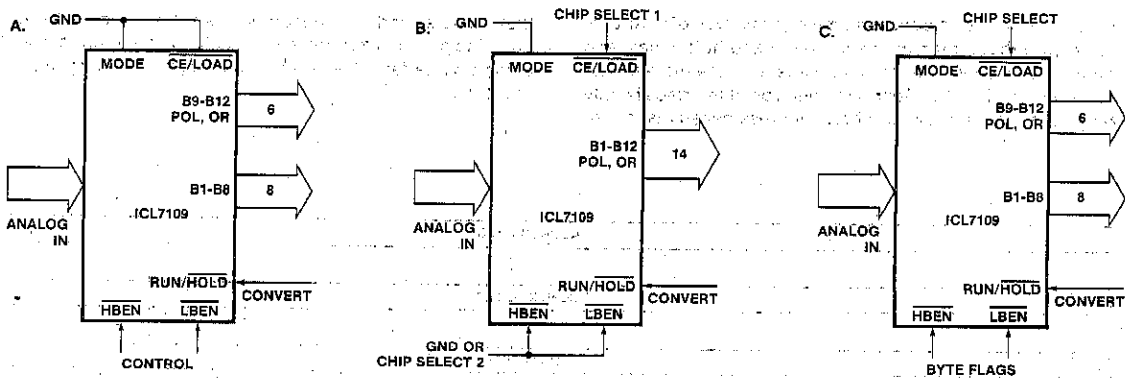 A.
GND
MODE
CE/LOAD
B9-B12
POL, OR
6
B1-B8
8
ICL7109
ANALOG
IN
RUN/HOLD
CONVERT
HBEN
LBEN
CONTROL
B.
GND
CHIP SELECT 1
MODE
CE/LOAD
B1-B12
POL, OR
14
ICL7109
ANALOG
IN
RUN/HOLD
CONVERT
HBEN
LBEN
GND OR
CHIP SELECT 2
C.
GND
CHIP SELECT
MODE
CE/LOAD
B9-B12
POL, OR
6
B1-B8
8
ICL7109
ANALOG
IN
RUN/HOLD
CONVERT
HBEN
LBEN
BYTE FLAGS